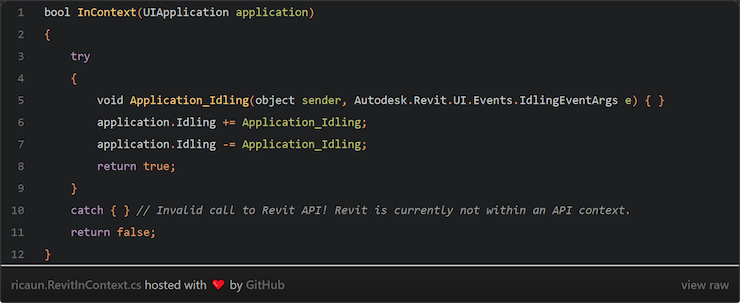 1 bool InContext(UIApplication application)
2 {
3     try
4     {
5         void Application_Idling(object sender, Autodesk.Revit.UI.Events.IdlingEventArgs e) { }
6         application.Idling += Application_Idling;
7         application.Idling -= Application_Idling;
8         return true;
9     }
10     catch { } // Invalid call to Revit API! Revit is currently not within an API context.
11     return false;
12 }
ricaun.RevitInContext.cs hosted with ❤ by GitHub view raw